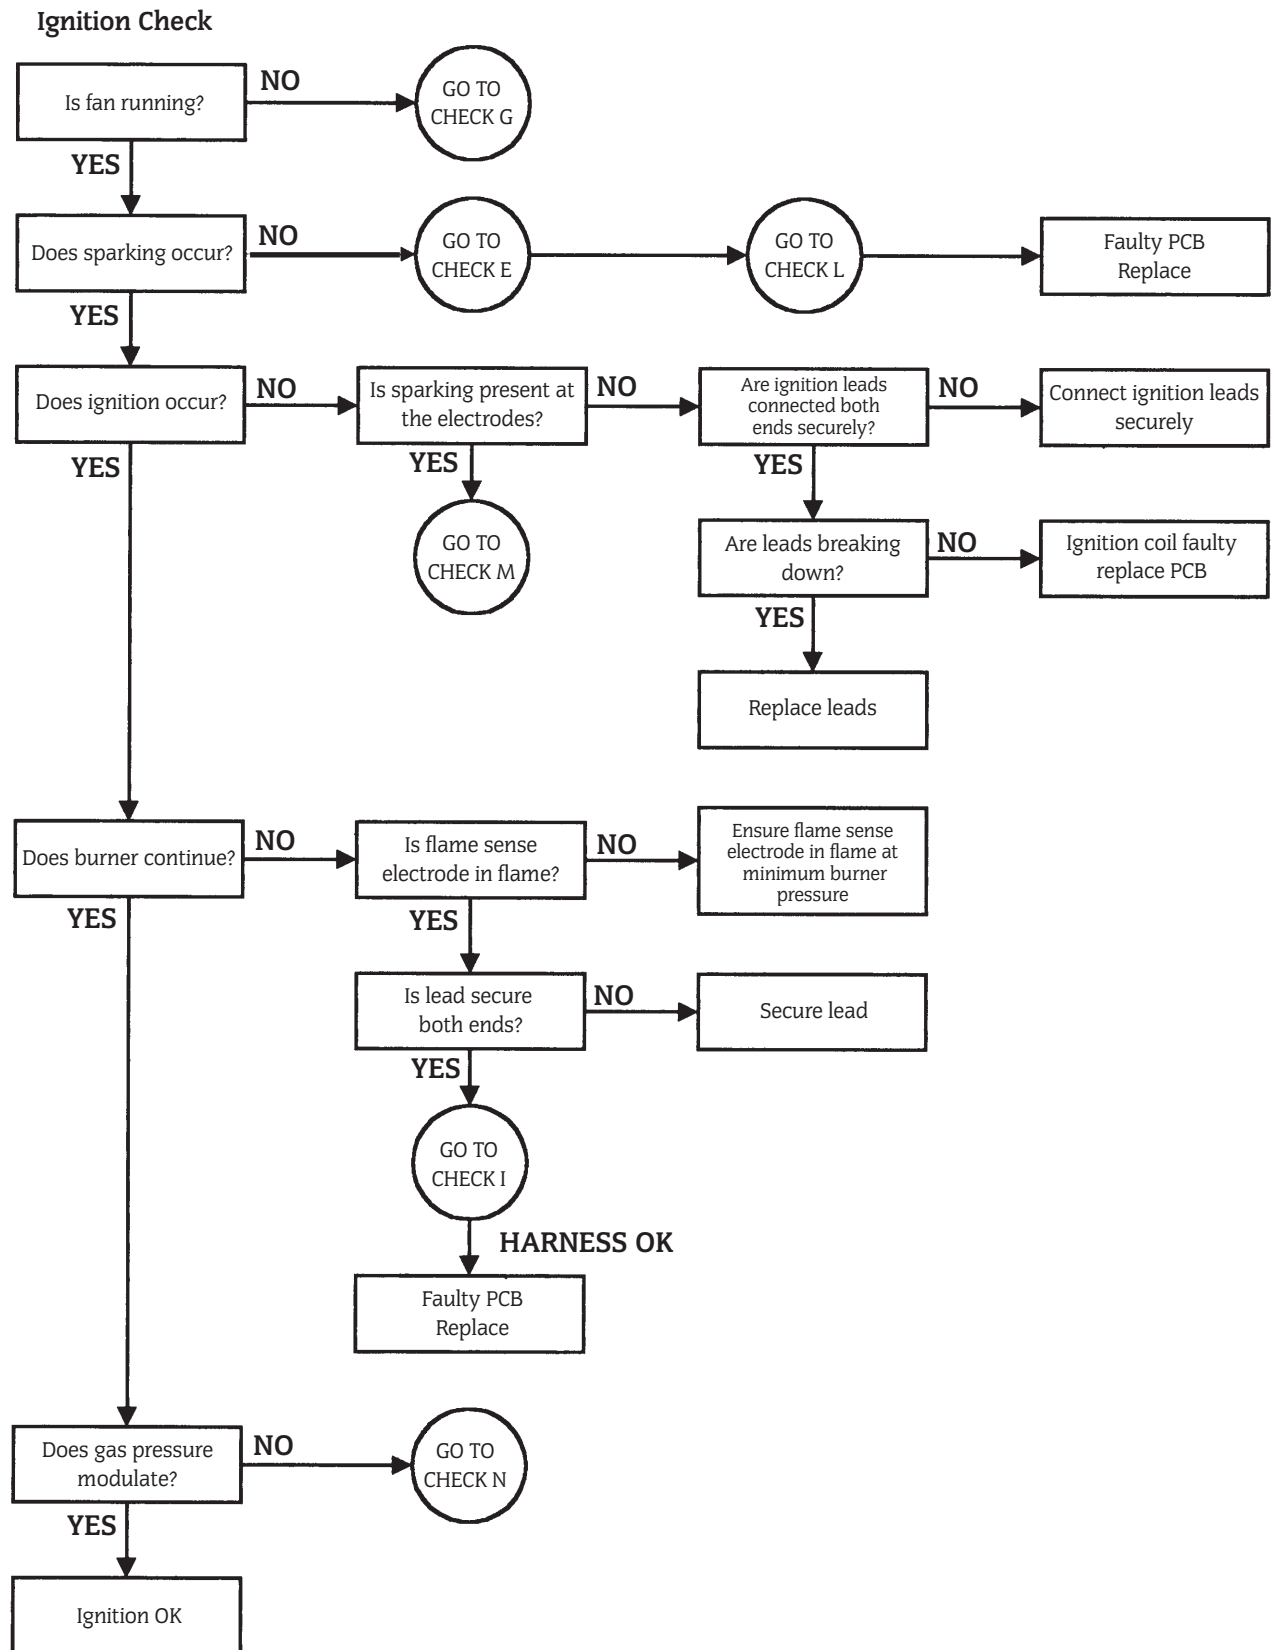 Ignition Check
Is fan running?
NO
GO TO
CHECK G
YES
Does sparking occur?
NO
GO TO
CHECK E
GO TO
CHECK L
Faulty PCB
Replace
YES
Does ignition occur?
NO
Is sparking present at
the electrodes?
NO
Are ignition leads
connected both
ends securely?
NO
Connect ignition leads
securely
YES
YES
GO TO
CHECK M
YES
Are leads breaking
down?
NO
Ignition coil faulty
replace PCB
YES
Replace leads
Does burner continue?
NO
Is flame sense
electrode in flame?
NO
Ensure flame sense
electrode in flame at
minimum burner
pressure
YES
YES
Is lead secure
both ends?
NO
Secure lead
YES
GO TO
CHECK I
HARNESS OK
Faulty PCB
Replace
Does gas pressure
modulate?
NO
GO TO
CHECK N
YES
Ignition OK